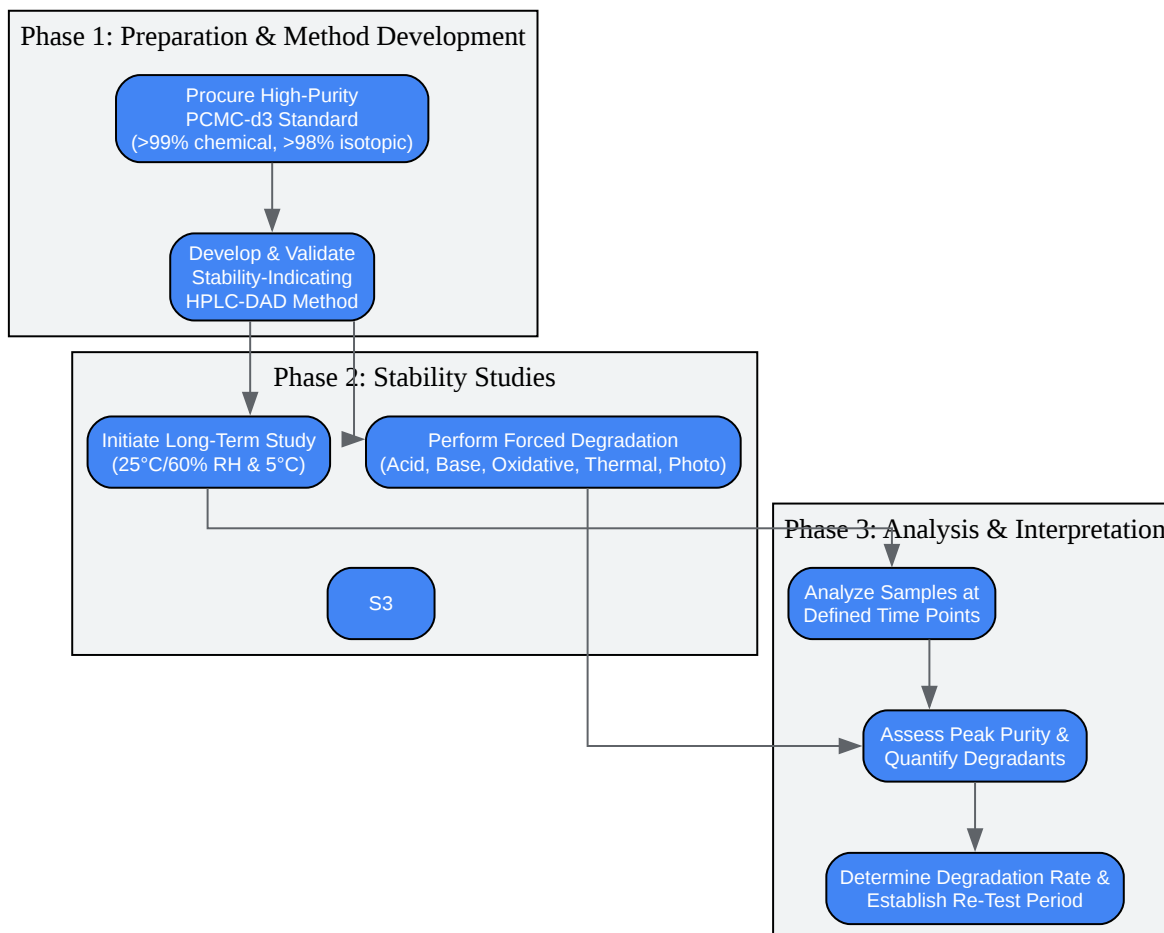 Phase 1: Preparation & Method Development
Procure High-Purity
PCMC-d3 Standard
(>99% chemical, >98% isotopic)
Develop & Validate
Stability-Indicating
HPLC-DAD Method
Phase 2: Stability Studies
Initiate Long-Term Study
(25°C/60% RH & 5°C)
Perform Forced Degradation
(Acid, Base, Oxidative, Thermal, Photo)
S3
Phase 3: Analysis & Interpretation
Analyze Samples at
Defined Time Points
Assess Peak Purity &
Quantify Degradants
Determine Degradation Rate &
Establish Re-Test Period